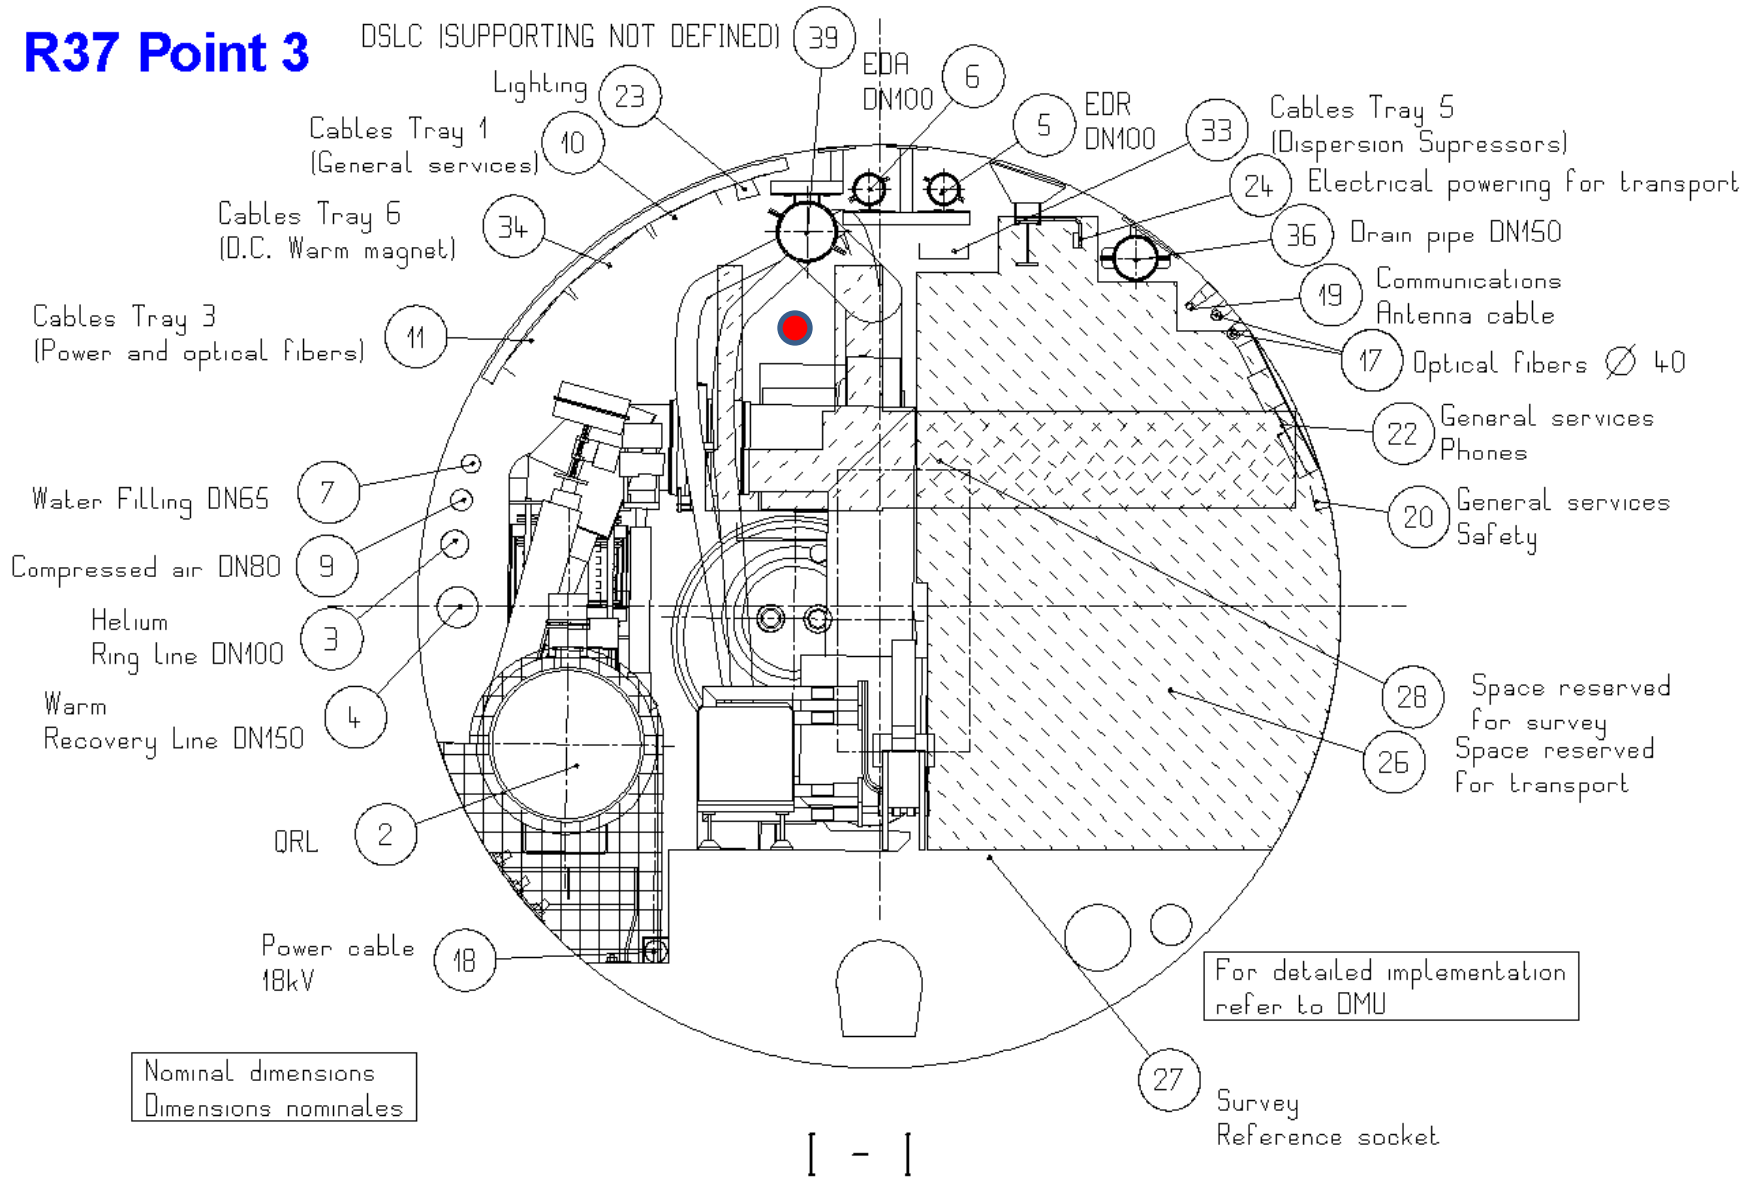 R37 Point 3
DSLC (SUPPORTING NOT DEFINED)
39
EDA
DN100
6
Lighting
23
EDR
DN100
5
33
Cables Tray 5
(Dispersion Supressors)
Cables Tray 1
(General services)
10
24
Electrical powering for transport
Cables Tray 6
(D.C. Warm magnet)
34
36
Drain pipe DN150
19
Communications
Antenna cable
Cables Tray 3
(Power and optical fibers)
11
17
Optical fibers Ø 40
22
General services
Phones
7
Water Filling DN65
20
General services
Safety
9
Compressed air DN80
3
Helium
Ring line DN100
28
Space reserved
for survey
4
Warm
Recovery Line DN150
26
Space reserved
for transport
2
QRL
18
Power cable
18kV
For detailed implementation
refer to DMU
27
Survey
Reference socket
Nominal dimensions
Dimensions nominales
[ - ]